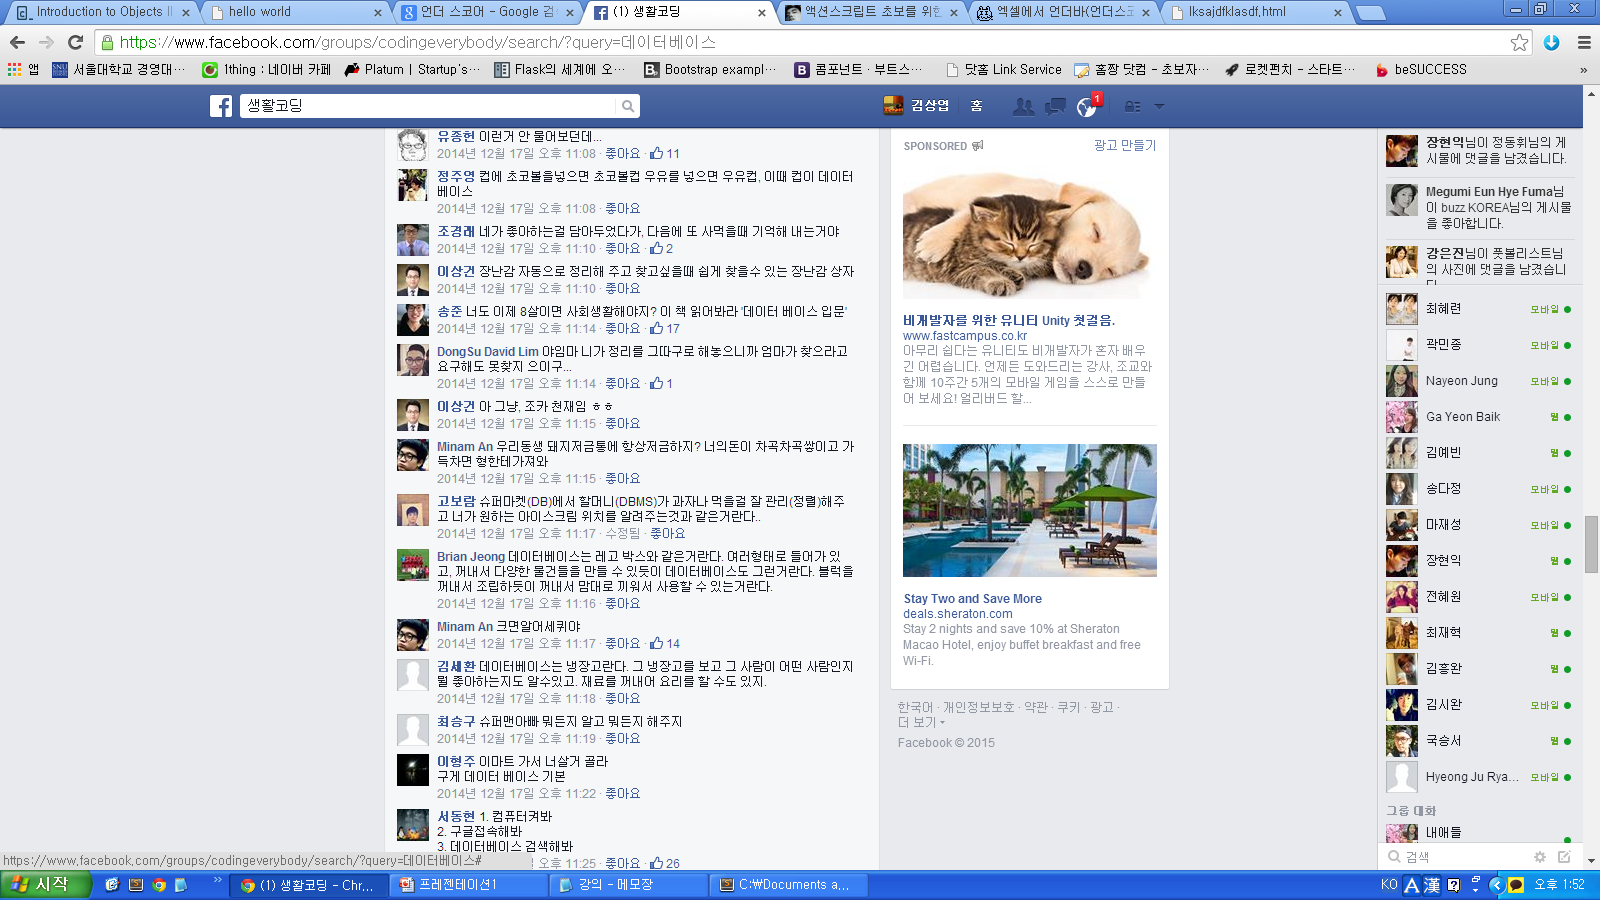 Introduction to Objects II
hello world
언더 스코어 - Google 검색
(1) 생활코딩
액션스크립트 초보를 위한
엑셀에서 언더바(언더스코
lksajdfklasdf.html
https://www.facebook.com/groups/codingeverybody/search/?query=데이터베이스
앱
서울대학교 경영대…
1thing : 네이버 카페
Platum | Startup's…
Flask의 세계에 오…
Bootstrap exampl…
콤포넌트 · 부트스…
닷홈 Link Service
홈짱 닷컴 - 초보자…
로켓펀치 - 스타트…
beSUCCESS
»
생활코딩
김상엽
홈
1
유종헌 이런거 안 물어보던데...
2014년 12월 17일 오후 11:08 · 좋아요 · 11
정주영 컵에 초코볼을넣으면 초코볼컵 우유를 넣으면 우유컵, 이때 컵이 데이터
베이스
2014년 12월 17일 오후 11:08 · 좋아요
조경래 네가 좋아하는걸 담아두었다가, 다음에 또 사먹을때 기억해 내는거야
2014년 12월 17일 오후 11:10 · 좋아요 · 2
이상건 장난감 자동으로 정리해 주고 찾고싶을때 쉽게 찾을수 있는 장난감 상자
2014년 12월 17일 오후 11:10 · 좋아요
송준 너도 이제 8살이면 사회생활해야지? 이 책 읽어봐라 '데이터 베이스 입문'
2014년 12월 17일 오후 11:14 · 좋아요 · 17
DongSu David Lim 야임마 니가 정리를 그따구로 해놓으니까 엄마가 찾으라고
요구해도 못찾지 으이구...
2014년 12월 17일 오후 11:14 · 좋아요 · 1
이상건 아 그냥, 조카 천재임 ㅎㅎ
2014년 12월 17일 오후 11:15 · 좋아요
Minam An 우리동생 돼지저금통에 항상저금하지? 너의돈이 차곡차곡쌓이고 가
득차면 형한테가져와
2014년 12월 17일 오후 11:15 · 좋아요
고보람 슈퍼마켓(DB)에서 할머니(DBMS)가 과자나 먹을걸 잘 관리(정렬)해주
고 너가 원하는 아이스크림 위치를 알려주는것과 같은거란다..
2014년 12월 17일 오후 11:17 · 수정됨 · 좋아요
Brian Jeong 데이터베이스는 레고 박스와 같은거란다. 여러형태로 들어가 있
고, 꺼내서 다양한 물건들을 만들 수 있듯이 데이터베이스도 그런거란다. 블럭을
꺼내서 조립하듯이 꺼내서 맘대로 끼워서 사용할 수 있는거란다.
2014년 12월 17일 오후 11:16 · 좋아요
Minam An 크면알어세퀴야
2014년 12월 17일 오후 11:17 · 좋아요 · 14
김세환 데이터베이스는 냉장고란다. 그 냉장고를 보고 그 사람이 어떤 사람인지
뭘 좋아하는지도 알수있고. 재료를 꺼내어 요리를 할 수도 있지.
2014년 12월 17일 오후 11:18 · 좋아요
최승구 슈퍼맨아빠 뭐든지 알고 뭐든지 해주지
2014년 12월 17일 오후 11:19 · 좋아요
이형주 이마트 가서 너살거 골라
구게 데이터 베이스 기본
2014년 12월 17일 오후 11:22 · 좋아요
서동현 1. 컴퓨터켜봐
2. 구글접속해봐
3. 데이터베이스 검색해봐
일 오후 11:25 · 좋아요 · 26
https://www.facebook.com/groups/codingeverybody/search/?query=데이터베이스#
SPONSORED
광고 만들기
비개발자를 위한 유니티 Unity 첫걸음.
www.fastcampus.co.kr
아무리 쉽다는 유니티도 비개발자가 혼자 배우
긴 어렵습니다. 언제든 도와드리는 강사, 조교와
함께 10주간 5개의 모바일 게임을 스스로 만들
어 보세요! 얼리버드 할...
Stay Two and Save More
deals.sheraton.com
Stay 2 nights and save 10% at Sheraton
Macao Hotel, enjoy buffet breakfast and free
Wi-Fi.
한국어 · 개인정보보호 · 약관 · 쿠키 · 광고 ·
더 보기
Facebook © 2015
장현익님이 정동휘님의 게
시물에 댓글을 남겼습니다.
Megumi Eun Hye Fuma님
이 buzz KOREA님의 게시물
을 좋아합니다.
강은진님이 풋볼리스트님
의 사진에 댓글을 남겼습니
다.
최혜련 모바일
곽민종 모바일
Nayeon Jung 모바일
Ga Yeon Baik 웹
김예빈 웹
송다정 모바일
마재성 모바일
장현익 모바일
전혜원 모바일
최재혁 모바일
김홍완 웹
김시완 모바일
국승서 웹
Hyeong Ju Rya... 모바일
그룹 대화
내애들
검색
시작
»
(1) 생활코딩 - Chr...
프레젠테이션1
강의 - 메모장
C:\Documents a...
KO
A
漢
오후 1:52